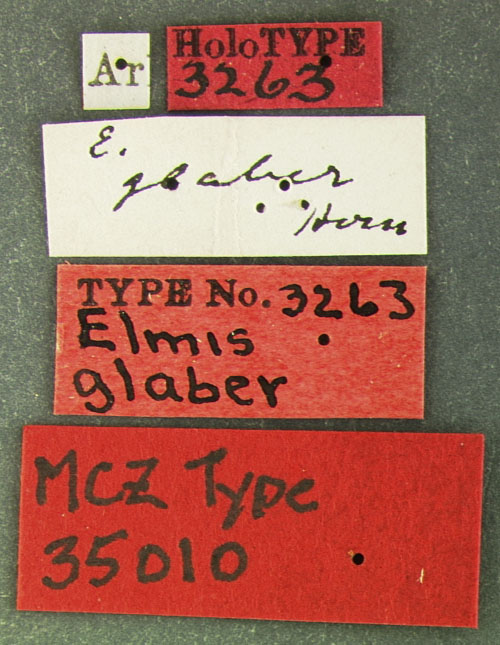 Ar
HoloTYPE
3263
E.
glaber
Horn
TYPE No. 3263
Elmis
glaber
MCZ Type
35010